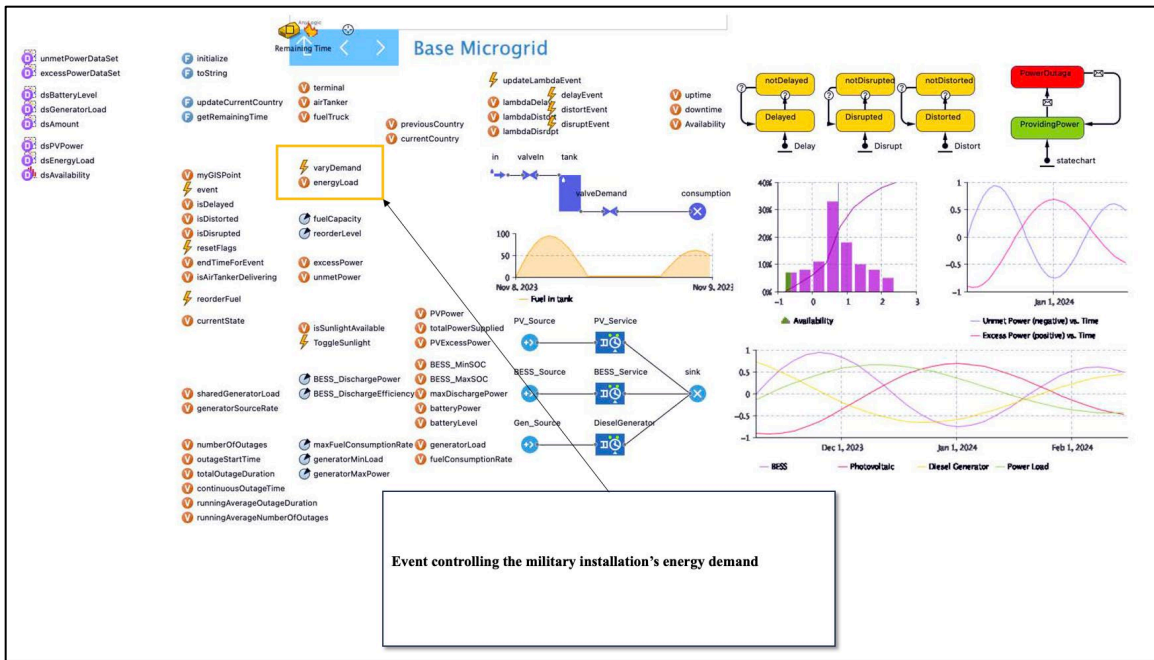 AnyLogic
Remaining Time
Base Microgrid
unmetPowerDataSet
excessPowerDataSet
dsBatteryLevel
dsGeneratorLoad
dsAmount
dsPVPower
dsEnergyLoad
dsAvailability
initialize
toString
updateCurrentCountry
getRemainingTime
terminal
airTanker
fuelTruck
previousCountry
currentCountry
varyDemand
energyLoad
myGISPoint
event
isDelayed
isDistorted
isDisrupted
resetFlags
endTimeForEvent
isAirTankerDelivering
reorderFuel
currentState
fuelCapacity
reorderLevel
excessPower
unmetPower
isSunlightAvailable
ToggleSunlight
PVPower
totalPowerSupplied
PVExcessPower
BESS_MinSOC
BESS_MaxSOC
maxDischargePower
batteryPower
batteryLevel
BESS_DischargePower
BESS_DischargeEfficiency
sharedGeneratorLoad
generatorSourceRate
numberOfOutages
outageStartTime
totalOutageDuration
continuousOutageTime
runningAverageOutageDuration
runningAverageNumberOfOutages
maxFuelConsumptionRate
generatorMinLoad
generatorMaxPower
generatorLoad
fuelConsumptionRate
updateLambdaEvent
lambdaDelay
lambdaDistort
lambdaDisrupt
delayEvent
distortEvent
disruptEvent
uptime
downtime
Availability
in
valveIn
tank
valveDemand
consumption
100
50
0
Nov 8, 2023
Nov 9, 2023
Fuel in tank
PV_Source
PV_Service
BESS_Source
BESS_Service
sink
Gen_Source
DieselGenerator
notDelayed
notDisrupted
notDistorted
Delayed
Disrupted
Distorted
Delay
Disrupt
Distort
PowerOutage
ProvidingPower
statechart
40%
30%
20%
10%
0%
-1 0 1 2 3
Availability
1
0.5
0
-0.5
-1
Jan 1, 2024
Unmet Power (negative) vs. Time
Excess Power (positive) vs. Time
1
0.5
0
-0.5
-1
Dec 1, 2023
Jan 1, 2024
Feb 1, 2024
BESS
Photovoltaic
Diesel Generator
Power Load
Event controlling the military installation’s energy demand